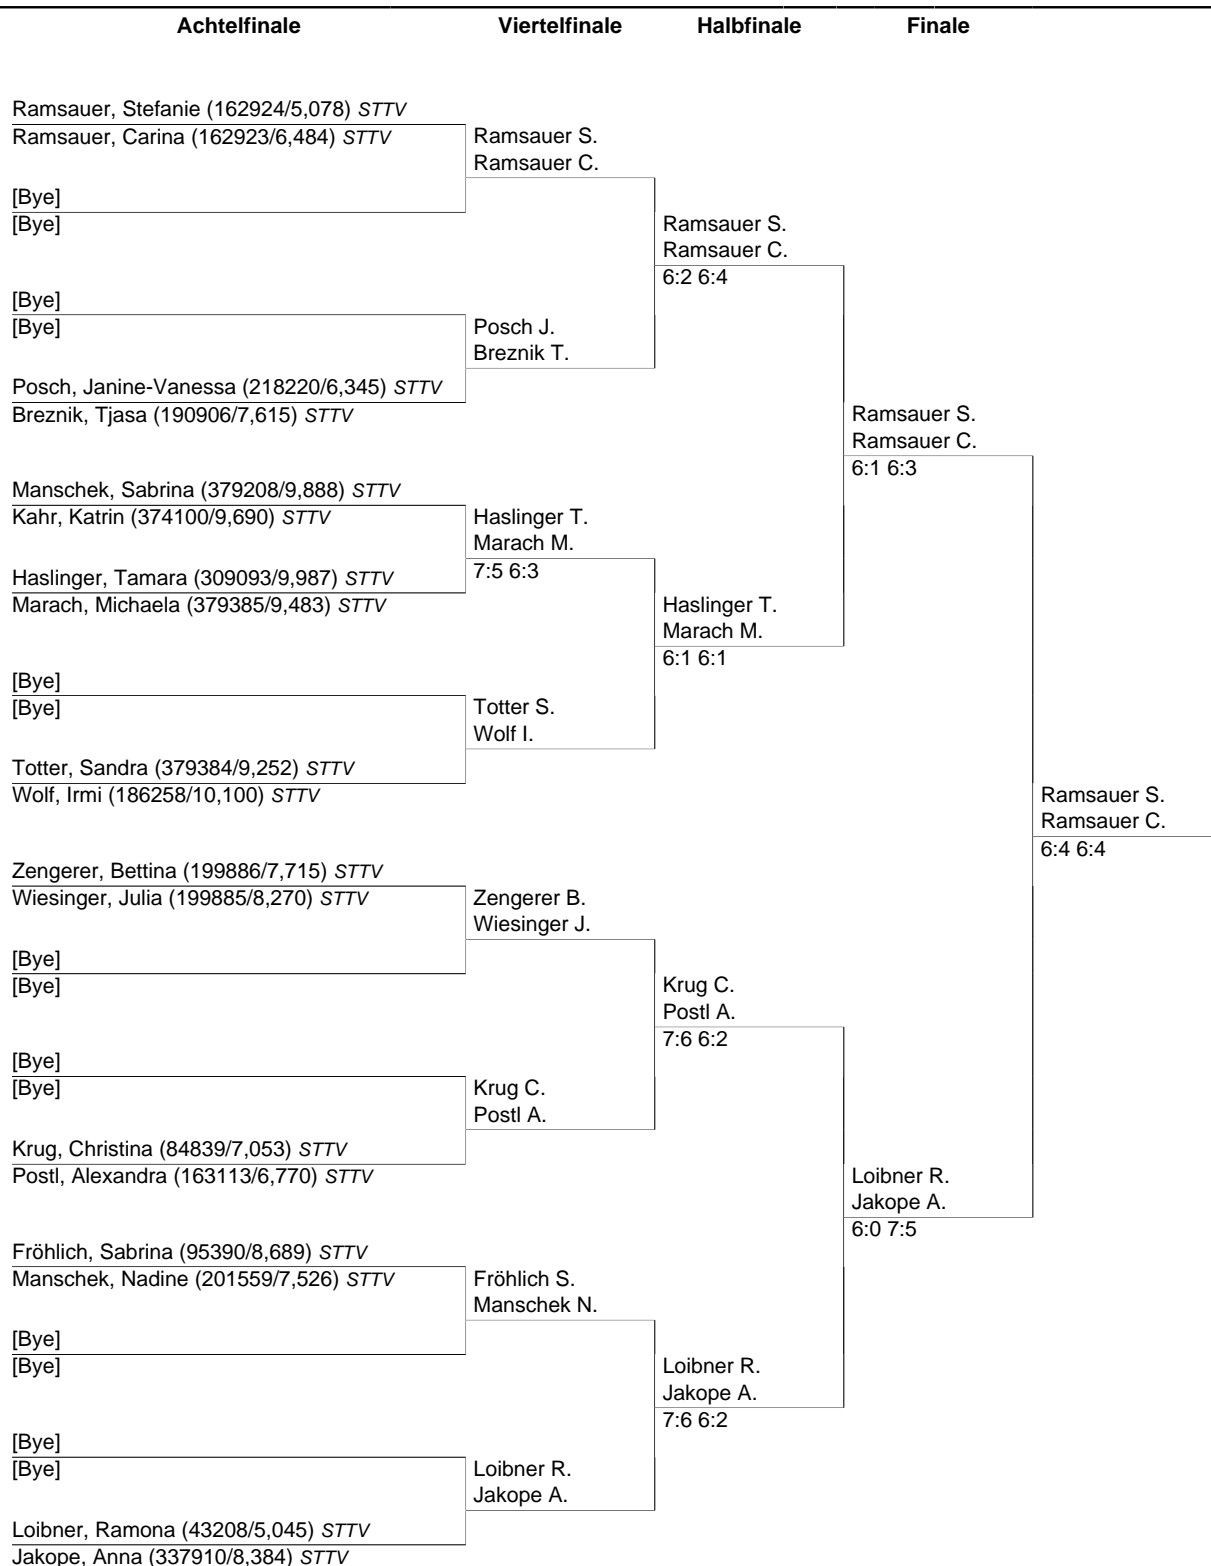 Achtelfinale Viertelfinale Halbfinale Finale
Ramsauer, Stefanie (162924/5,078) STTV
Ramsauer, Carina (162923/6,484) STTV
[Bye]
[Bye]
[Bye]
[Bye]
Posch, Janine-Vanessa (218220/6,345) STTV
Breznik, Tjasa (190906/7,615) STTV
Manschek, Sabrina (379208/9,888) STTV
Kahr, Katrin (374100/9,690) STTV
Haslinger, Tamara (309093/9,987) STTV
Marach, Michaela (379385/9,483) STTV
[Bye]
[Bye]
Totter, Sandra (379384/9,252) STTV
Wolf, Irmi (186258/10,100) STTV
Zengerer, Bettina (199886/7,715) STTV
Wiesinger, Julia (199885/8,270) STTV
[Bye]
[Bye]
[Bye]
[Bye]
Krug, Christina (84839/7,053) STTV
Postl, Alexandra (163113/6,770) STTV
Fröhlich, Sabrina (95390/8,689) STTV
Manschek, Nadine (201559/7,526) STTV
[Bye]
[Bye]
[Bye]
[Bye]
Loibner, Ramona (43208/5,045) STTV
Jakope, Anna (337910/8,384) STTV
Ramsauer S.
Ramsauer C.
Posch J.
Breznik T.
Haslinger T.
Marach M.
7:5 6:3
Totter S.
Wolf I.
Zengerer B.
Wiesinger J.
Krug C.
Postl A.
Fröhlich S.
Manschek N.
Loibner R.
Jakope A.
Ramsauer S.
Ramsauer C.
6:2 6:4
Haslinger T.
Marach M.
6:1 6:1
Krug C.
Postl A.
7:6 6:2
Loibner R.
Jakope A.
7:6 6:2
Ramsauer S.
Ramsauer C.
6:1 6:3
Loibner R.
Jakope A.
6:0 7:5
Ramsauer S.
Ramsauer C.
6:4 6:4